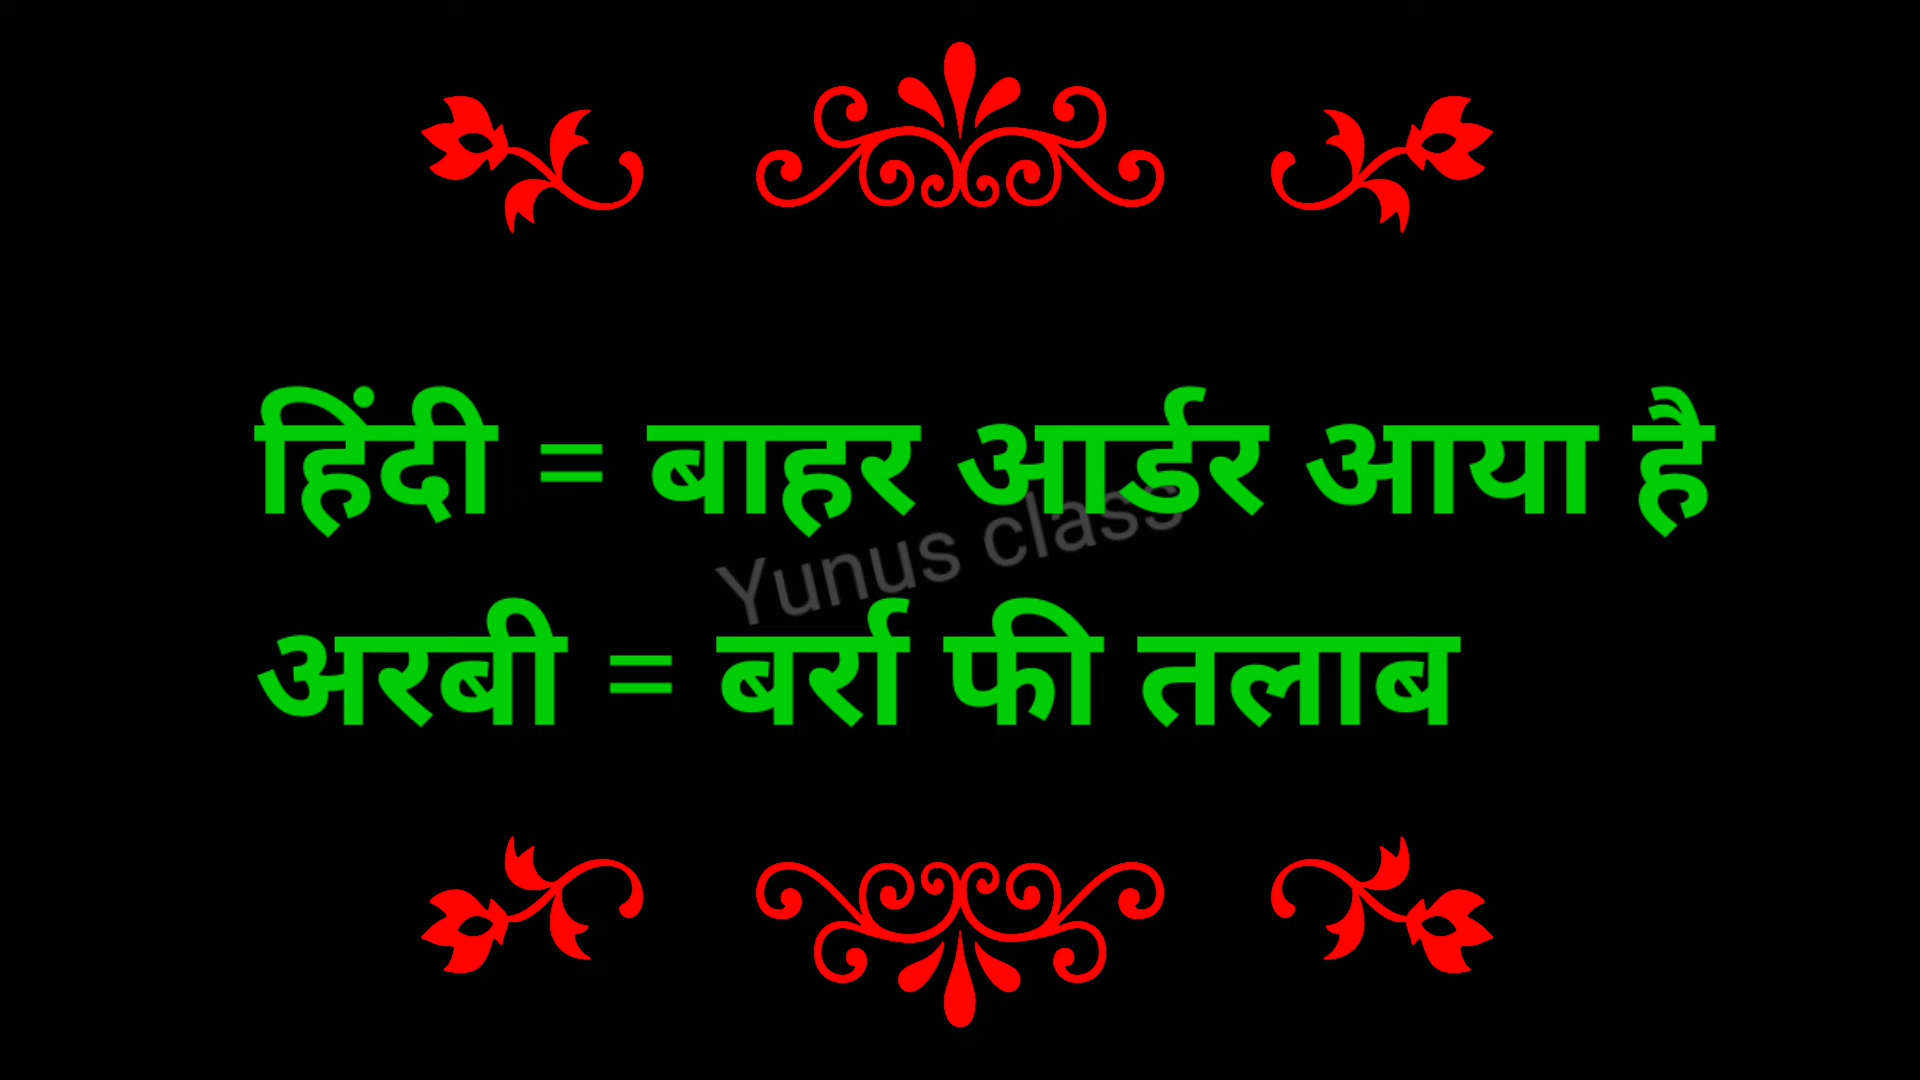 हिंदी = बाहर आर्डर आया है
Yunus class
अरबी = बर्रा फी तलाब